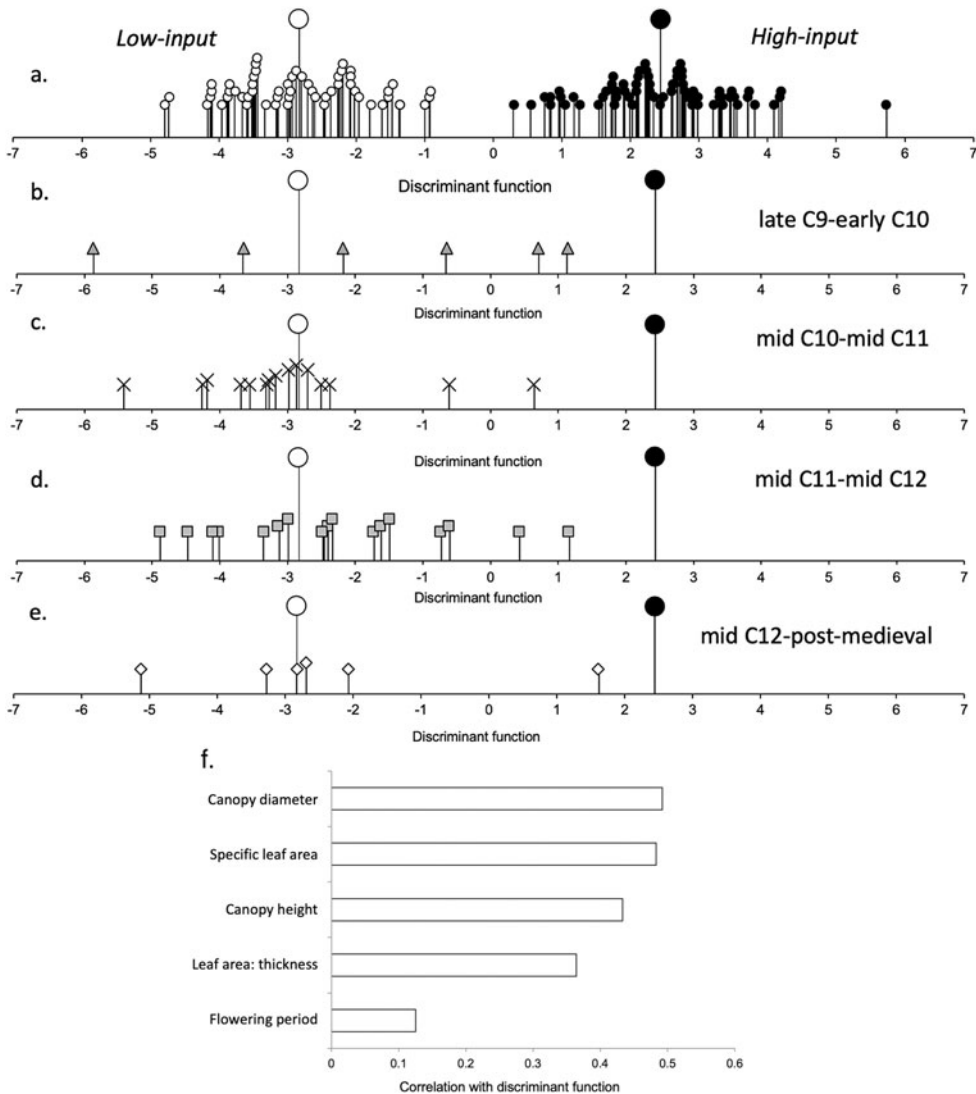 Low-input
High-input
a.
-7 -6 -5 -4 -3 -2 -1 0 1 2 3 4 5 6 7
Discriminant function
b.
late C9-early C10
-7 -6 -5 -4 -3 -2 -1 0 1 2 3 4 5 6 7
Discriminant function
c.
mid C10-mid C11
-7 -6 -5 -4 -3 -2 -1 0 1 2 3 4 5 6 7
Discriminant function
d.
mid C11-mid C12
-7 -6 -5 -4 -3 -2 -1 0 1 2 3 4 5 6 7
Discriminant function
e.
mid C12-post-medieval
-7 -6 -5 -4 -3 -2 -1 0 1 2 3 4 5 6 7
Discriminant function
f.
Canopy diameter
Specific leaf area
Canopy height
Leaf area: thickness
Flowering period
0 0.1 0.2 0.3 0.4 0.5 0.6
Correlation with discriminant function